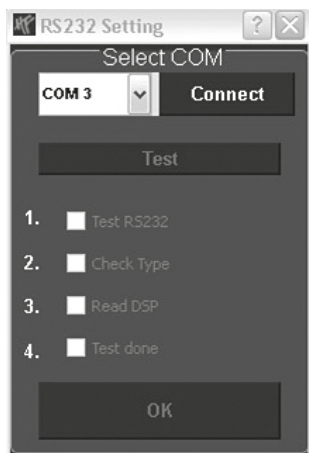 RS232 Setting
Select COM
COM 3 Connect
Test
1. Test RS232
2. Check Type
3. Read DSP
4. Test done
OK